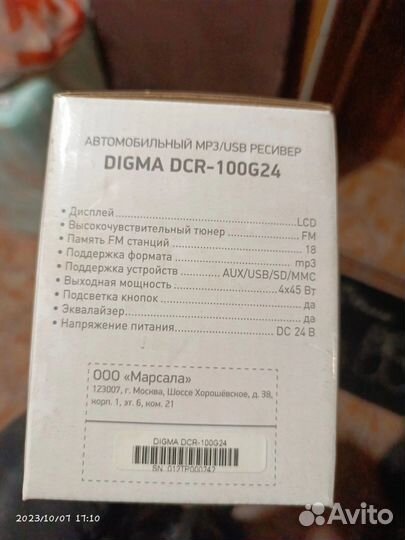 АВТОМОБИЛЬНЫЙ MP3/USB РЕСИВЕР
DIGMA DCR-100G24
• Дисплей LCD
• Высокочувствительный тюнер FM
• Память FM станций 18
• Поддержка формата mp3
• Поддержка устройств AUX/USB/SD/MMC
• Выходная мощность 4x45 Вт
• Подсветка кнопок да
• Эквалайзер да
• Напряжение питания DC 24 В
ООО «Марсала»
123007, г. Москва, Шоссе Хорошёвское, д. 38,
корп. 1, эт. 6, ком. 21
DIGMA DCR-100G24
SN: 012TP000242
2023/10/07 17:10
Avito